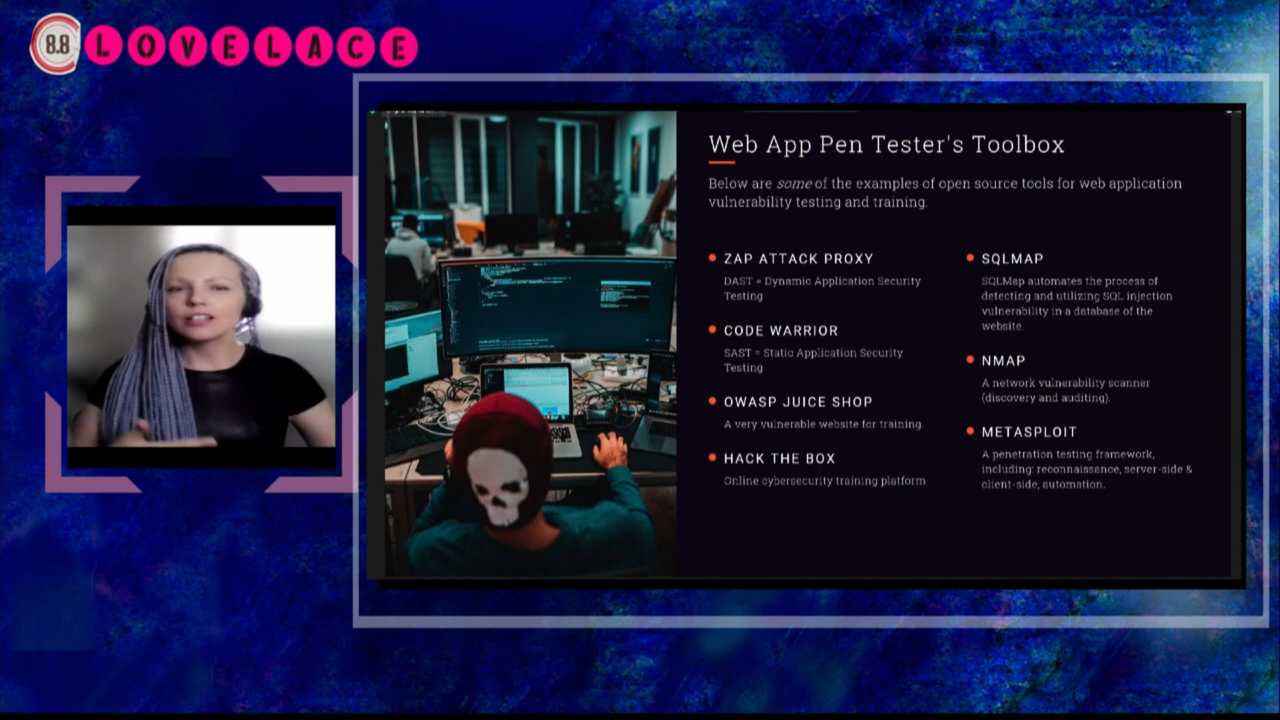 8.8 LOVELACE
Web App Pen Tester's Toolbox
Below are some of the examples of open source tools for web application
vulnerability testing and training.
ZAP ATTACK PROXY
DAST = Dynamic Application Security
Testing
CODE WARRIOR
SAST = Static Application Security
Testing
OWASP JUICE SHOP
A very vulnerable website for training.
HACK THE BOX
Online cybersecurity training platform.
SQLMAP
SQLMap automates the process of
detecting and utilizing SQL injection
vulnerability in a database of the
website.
NMAP
A network vulnerability scanner
(discovery and auditing).
METASPLOIT
A penetration testing framework,
including: reconnaissance, server-side &
client-side, automation.